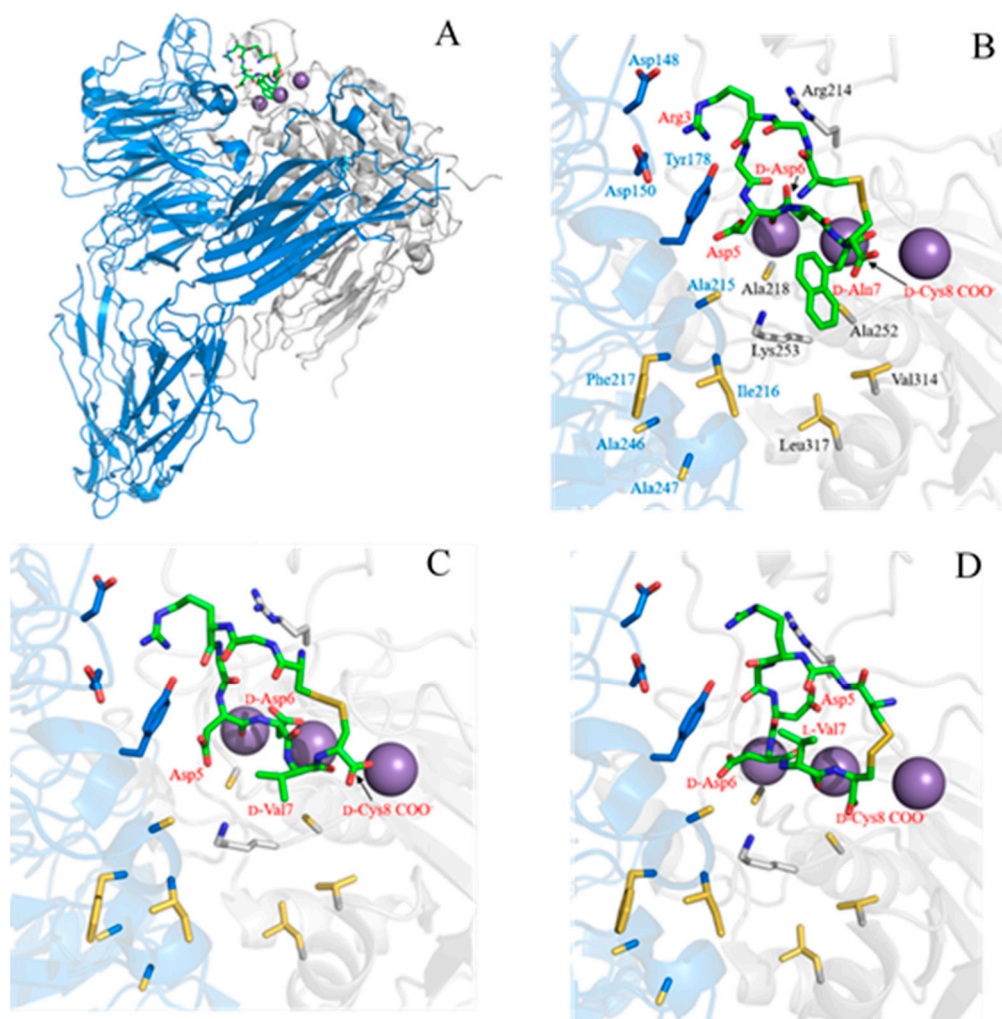 A
B
Asp148
Arg214
Arg3
Tyr178
D-Asp6
Asp150
Asp5
Ala218
D-Aln7
D-Cys8 COO-
Ala215
Ala252
Lys253
Phe217
Ile216
Val314
Ala246
Leu317
Ala247
C
D-Asp6
Asp5
D-Val7
D-Cys8 COO-
D
Asp5
L-Val7
D-Asp6
D-Cys8 COO-